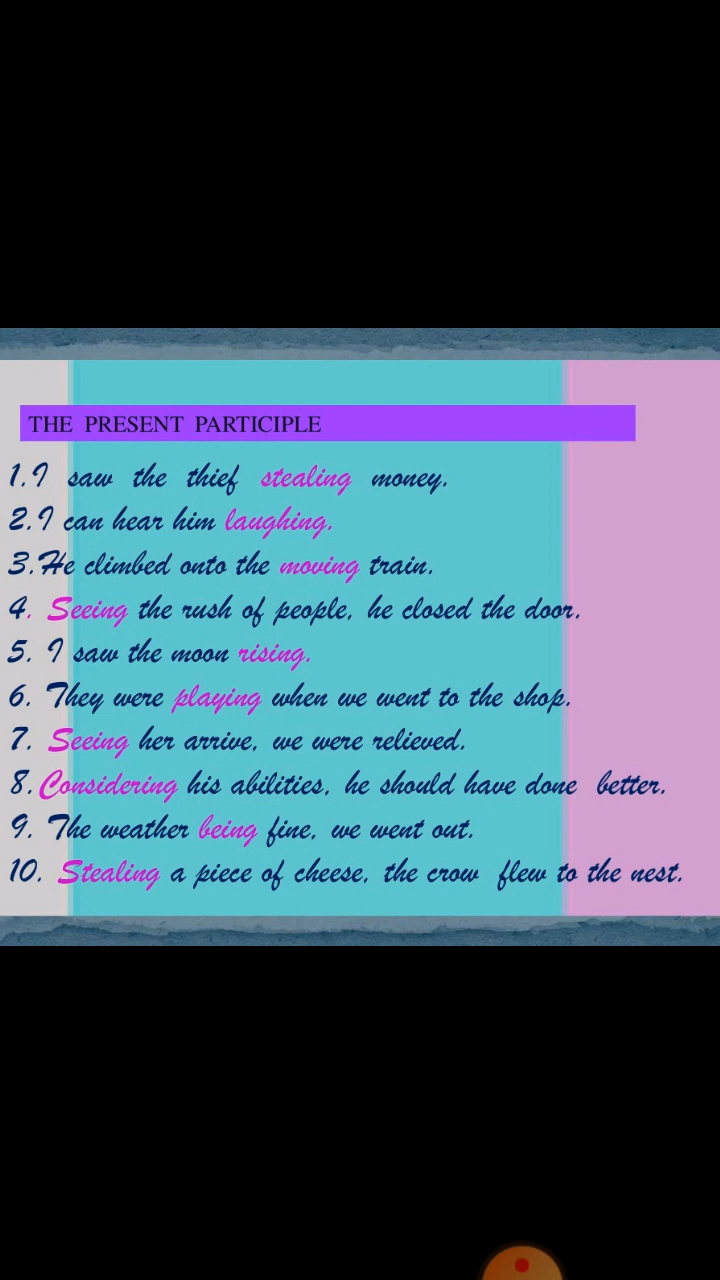 THE PRESENT PARTICIPLE
1.I saw the thief stealing money.
2.I can hear him laughing.
3.He climbed onto the moving train.
4. Seeing the rush of people, he closed the door.
5. I saw the moon rising.
6. They were playing when we went to the shop.
7. Seeing her arrive, we were relieved.
8.Considering his abilities, he should have done better.
9. The weather being fine, we went out.
10. Stealing a piece of cheese, the crow flew to the nest.